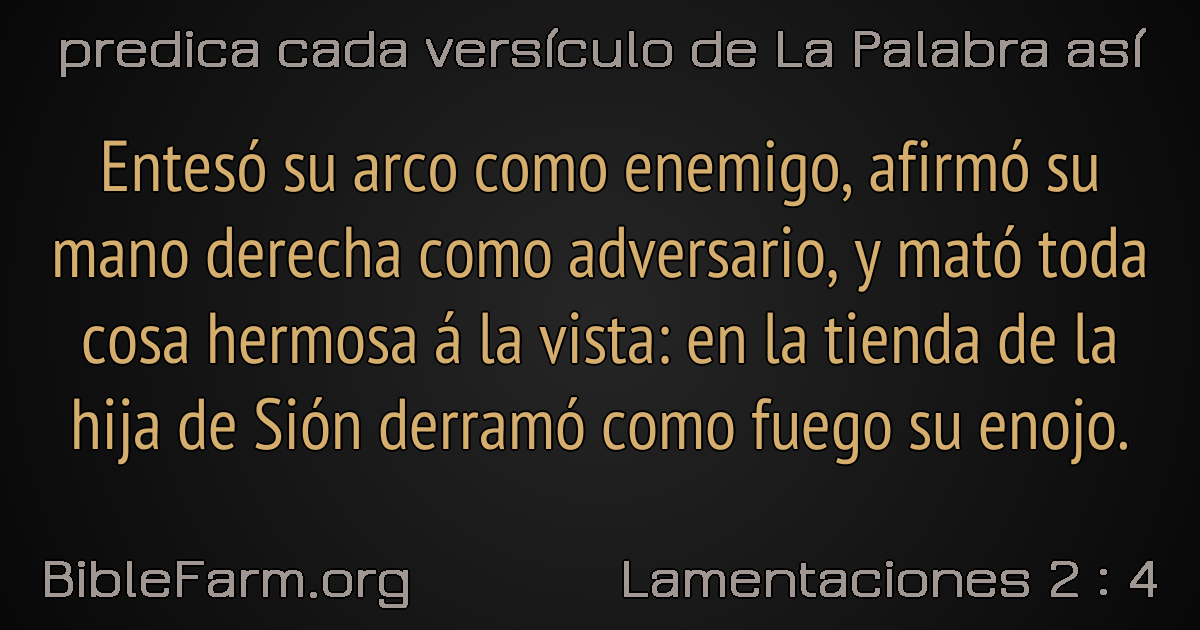 predica cada versículo de La Palabra así
Entesó su arco como enemigo, afirmó su
mano derecha como adversario, y mató toda
cosa hermosa á la vista: en la tienda de la
hija de Sión derramó como fuego su enojo.
BibleFarm.org
Lamentaciones 2 : 4